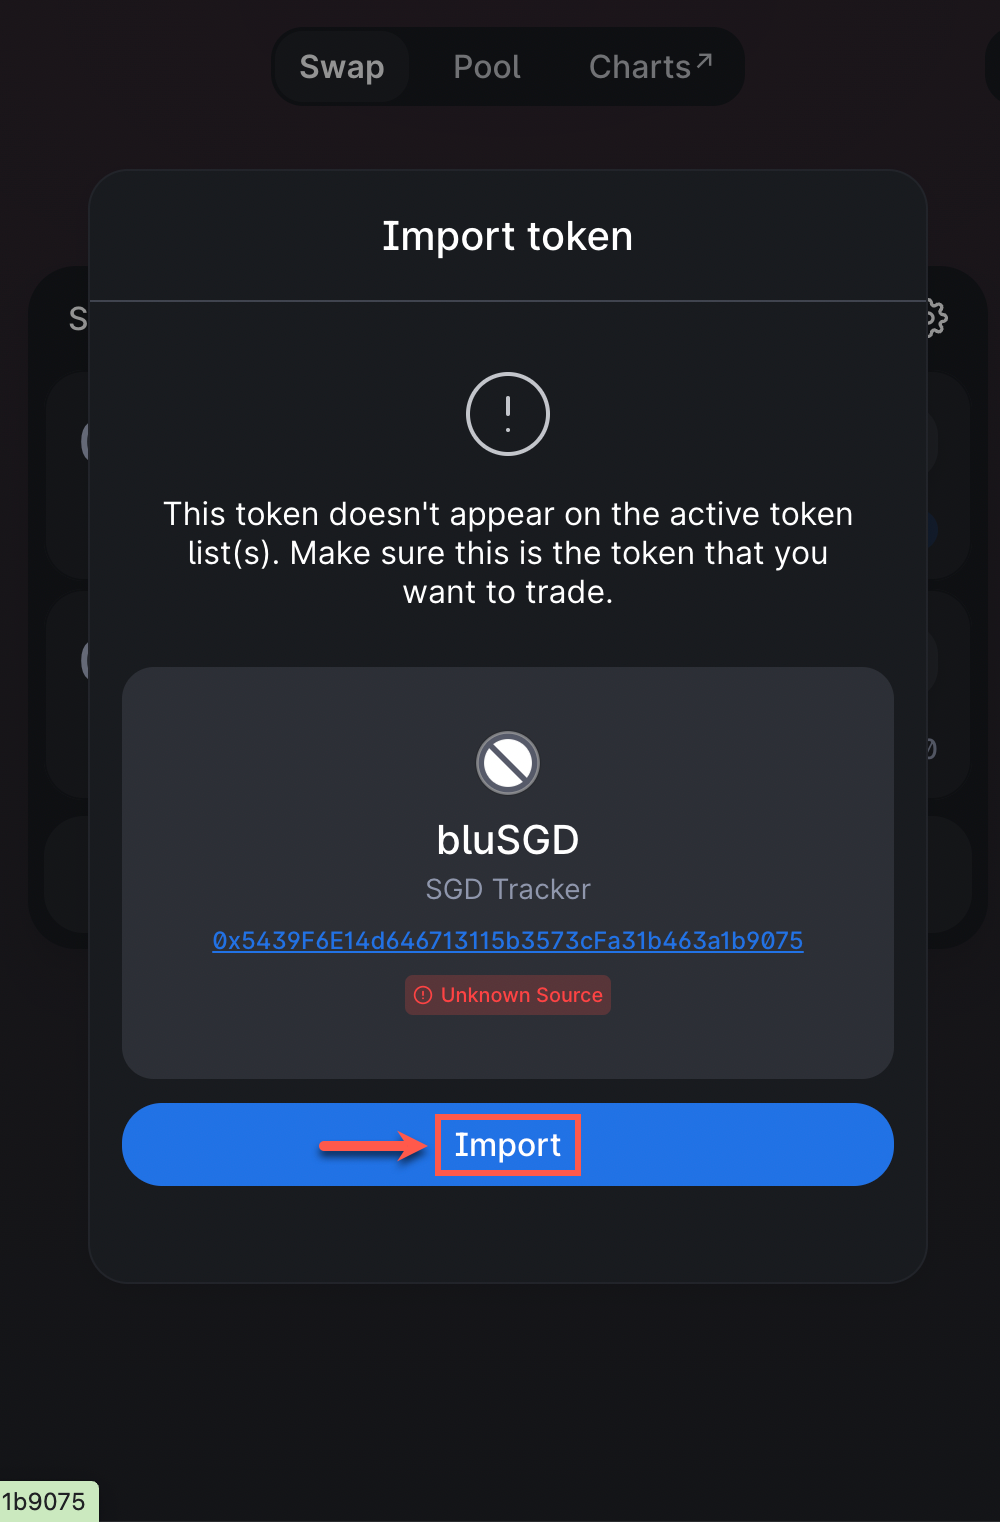 Swap Pool Charts↗
Import token
S
This token doesn't appear on the active token
list(s). Make sure this is the token that you
want to trade.
0
bluSGD
SGD Tracker
0x5439F6E14d646713115b3573cFa31b463a1b9075
Unknown Source
Import
1b9075